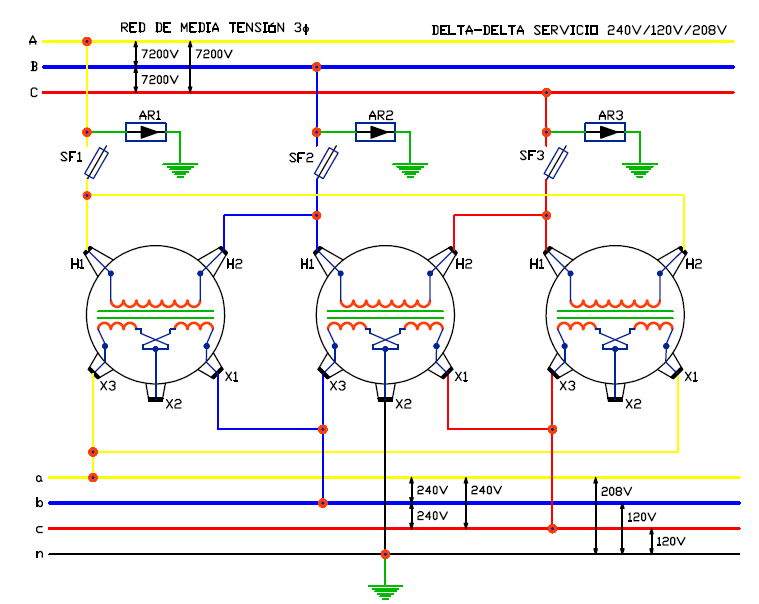 RED DE MEDIA TENSIÓN 3ϕ
DELTA-DELTA SERVICIO 240V/120V/208V
A
7200V 7200V
B
7200V
C
AR1 AR2 AR3
SF1 SF2 SF3
H1 H2 H1 H2 H1 H2
X3 X2 X1 X3 X2 X1 X3 X2 X1
a
240V 240V 208V
b
240V 120V
c
120V
n